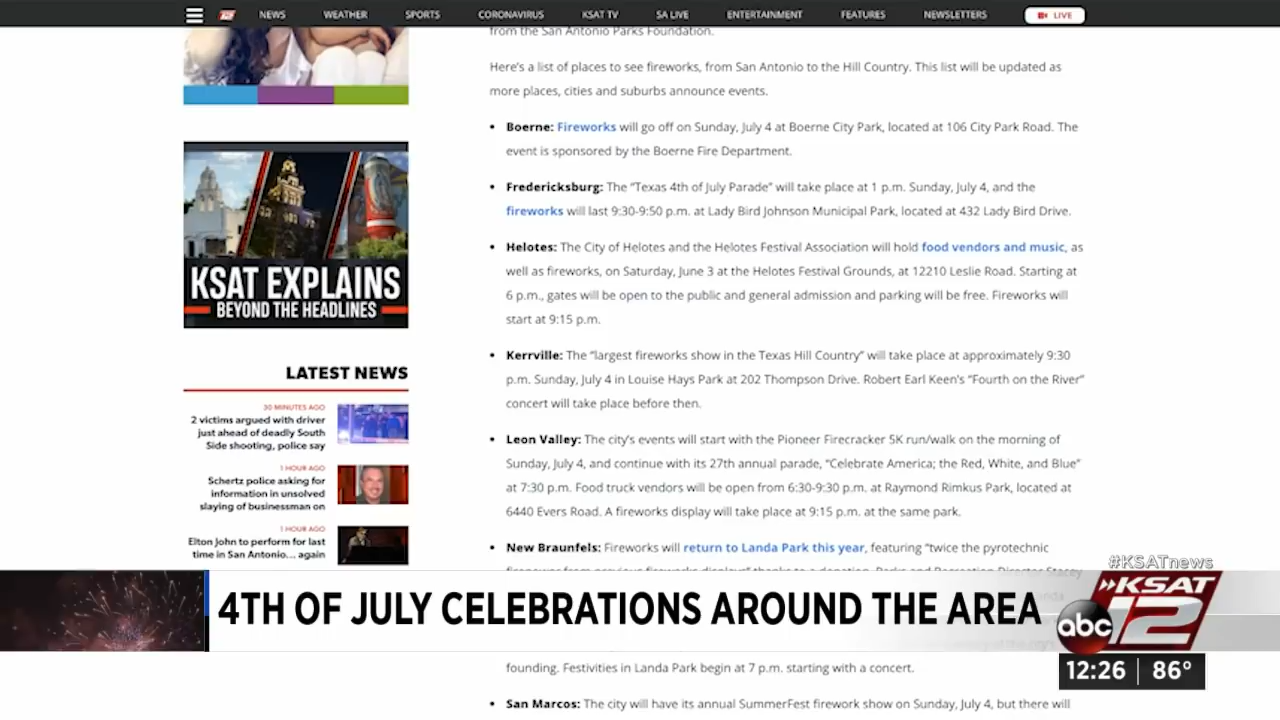 NEWS WEATHER SPORTS CORONAVIRUS KSAT TV SA LIVE ENTERTAINMENT FEATURES NEWSLETTERS LIVE
from the San Antonio Parks Foundation.
Here's a list of places to see fireworks, from San Antonio to the Hill Country. This list will be updated as
more places, cities and suburbs announce events.
• Boerne: Fireworks will go off on Sunday, July 4 at Boerne City Park, located at 106 City Park Road. The
event is sponsored by the Boerne Fire Department.
• Fredericksburg: The "Texas 4th of July Parade" will take place at 1 p.m. Sunday, July 4, and the
fireworks will last 9:30-9:50 p.m. at Lady Bird Johnson Municipal Park, located at 432 Lady Bird Drive.
• Helotes: The City of Helotes and the Helotes Festival Association will hold food vendors and music, as
well as fireworks, on Saturday, June 3 at the Helotes Festival Grounds, at 12210 Leslie Road. Starting at
6 p.m., gates will be open to the public and general admission and parking will be free. Fireworks will
start at 9:15 p.m.
• Kerrville: The "largest fireworks show in the Texas Hill Country" will take place at approximately 9:30
p.m. Sunday, July 4 in Louise Hays Park at 202 Thompson Drive. Robert Earl Keen's "Fourth on the River"
concert will take place before then.
• Leon Valley: The city's events will start with the Pioneer Firecracker 5K run/walk on the morning of
Sunday, July 4, and continue with its 27th annual parade, "Celebrate America; the Red, White, and Blue"
at 7:30 p.m. Food truck vendors will be open from 6:30-9:30 p.m. at Raymond Rimkus Park, located at
6440 Evers Road. A fireworks display will take place at 9:15 p.m. at the same park.
• New Braunfels: Fireworks will return to Landa Park this year, featuring "twice the pyrotechnic
founding. Festivities in Landa Park begin at 7 p.m. starting with a concert.
• San Marcos: The city will have its annual SummerFest firework show on Sunday, July 4, but there will
KSAT EXPLAINS
BEYOND THE HEADLINES
LATEST NEWS
30 MINUTES AGO
2 victims argued with driver
just ahead of deadly South
Side shooting, police say
1 HOUR AGO
Schertz police asking for
information in unsolved
slaying of businessman on
1 HOUR AGO
Elton John to perform for last
time in San Antonio... again
#KSATnews
4TH OF JULY CELEBRATIONS AROUND THE AREA
KSAT
abc 12
12:26 86°